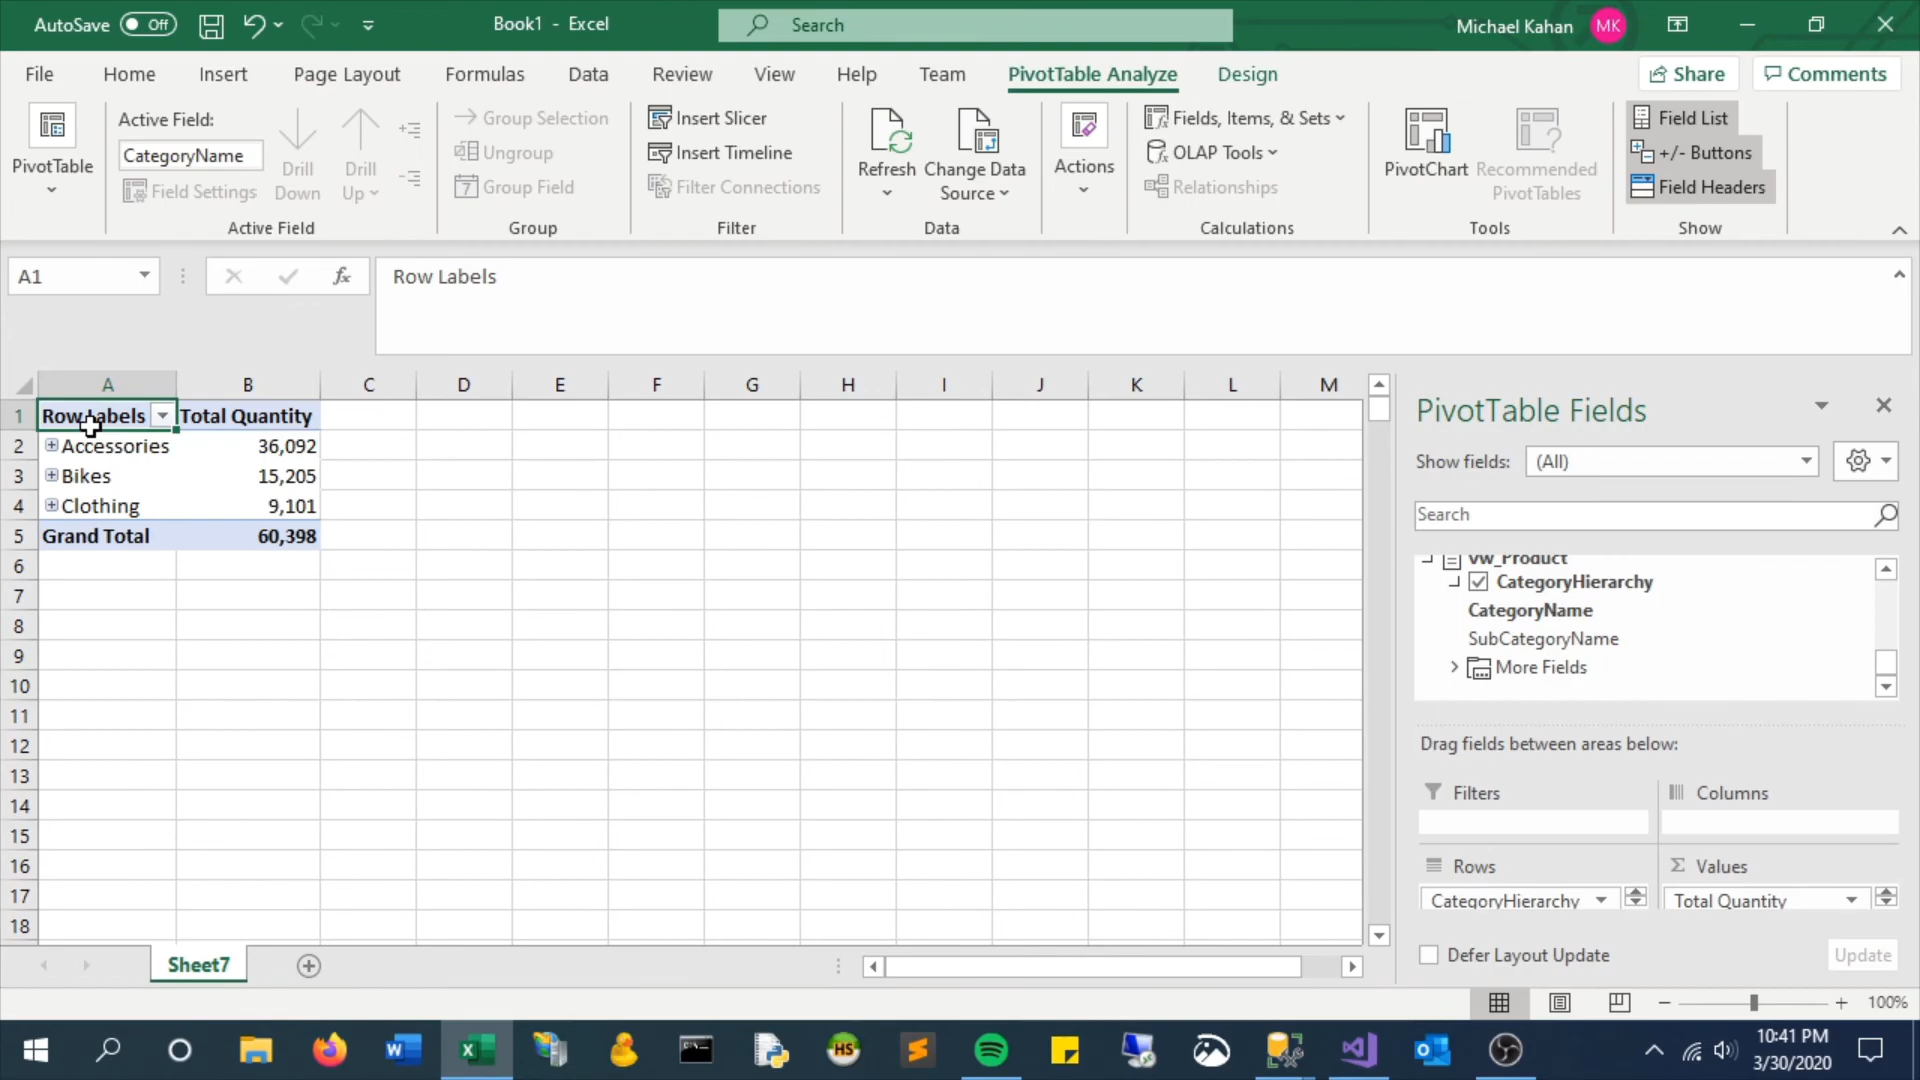 AutoSave Off Book1 - Excel Search Michael Kahan MK
File Home Insert Page Layout Formulas Data Review View Help Team PivotTable Analyze Design Share Comments
PivotTable
Active Field:
CategoryName
Field Settings
Drill Down
Drill Up
Active Field
Group Selection
Ungroup
7 Group Field
Group
Insert Slicer
Insert Timeline
Filter Connections
Filter
Refresh
Change Data Source
Data
Actions
Fields, Items, & Sets
OLAP Tools
Relationships
Calculations
PivotChart
Recommended PivotTables
Tools
Field List
+/- Buttons
Field Headers
Show
A1 fx Row Labels
A B C D E F G H I J K L M
1 Row Labels Total Quantity
2 Accessories 36,092
3 Bikes 15,205
4 Clothing 9,101
5 Grand Total 60,398
6
7
8
9
10
11
12
13
14
15
16
17
18
PivotTable Fields
Show fields: (All)
Search
vw_Product
CategoryHierarchy
CategoryName
SubCategoryName
More Fields
Drag fields between areas below:
Filters
Columns
Rows
Σ Values
CategoryHierarchy
Total Quantity
Defer Layout Update Update
Sheet7
100%
HS
10:41 PM
3/30/2020